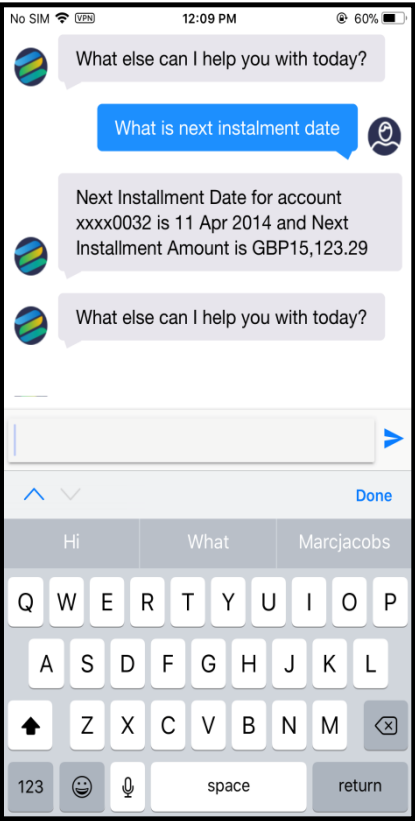 No SIM VPN 12:09 PM 60%
What else can I help you with today?
What is next instalment date
Next Installment Date for account
xxxx0032 is 11 Apr 2014 and Next
Installment Amount is GBP15,123.29
What else can I help you with today?
Done
Hi What Marcjacobs
Q W E R T Y U I O P
A S D F G H J K L
Z X C V B N M
123 space return